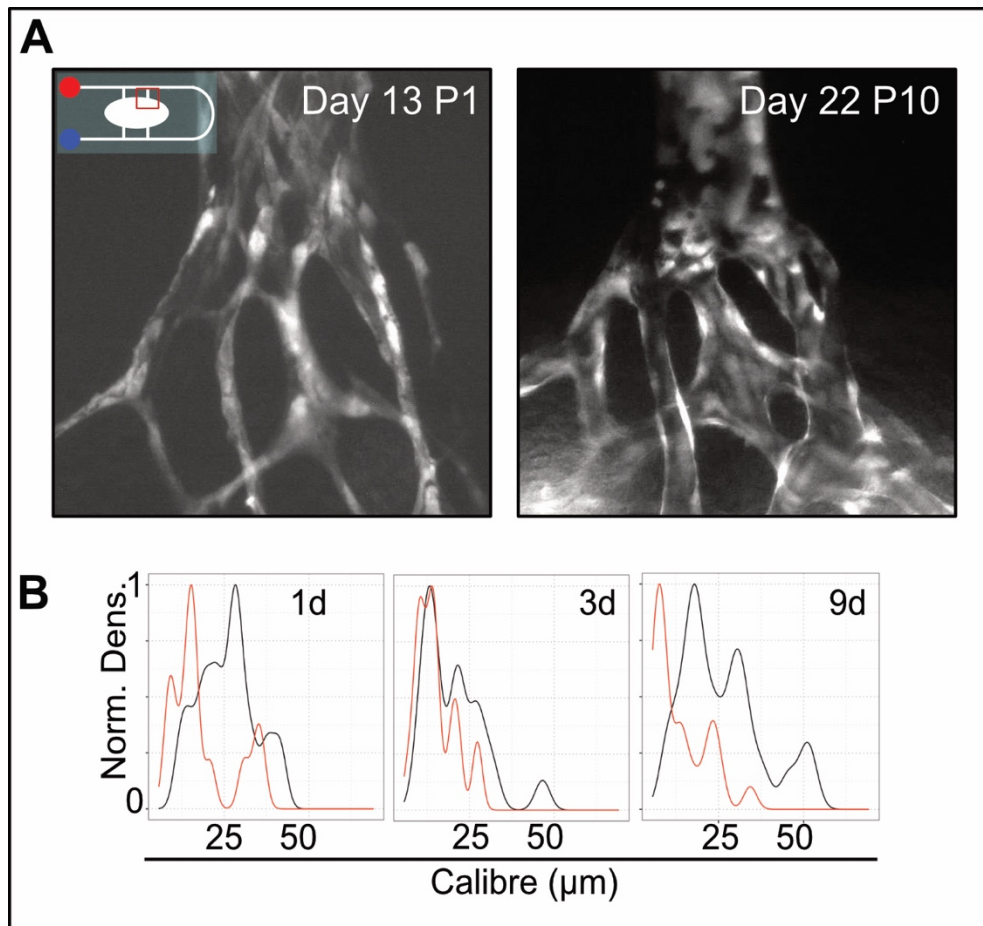 A
Day 13 P1
Day 22 P10
B
Norm. Dens.
1
0
1d
3d
9d
25 50
25 50
25 50
Calibre (µm)